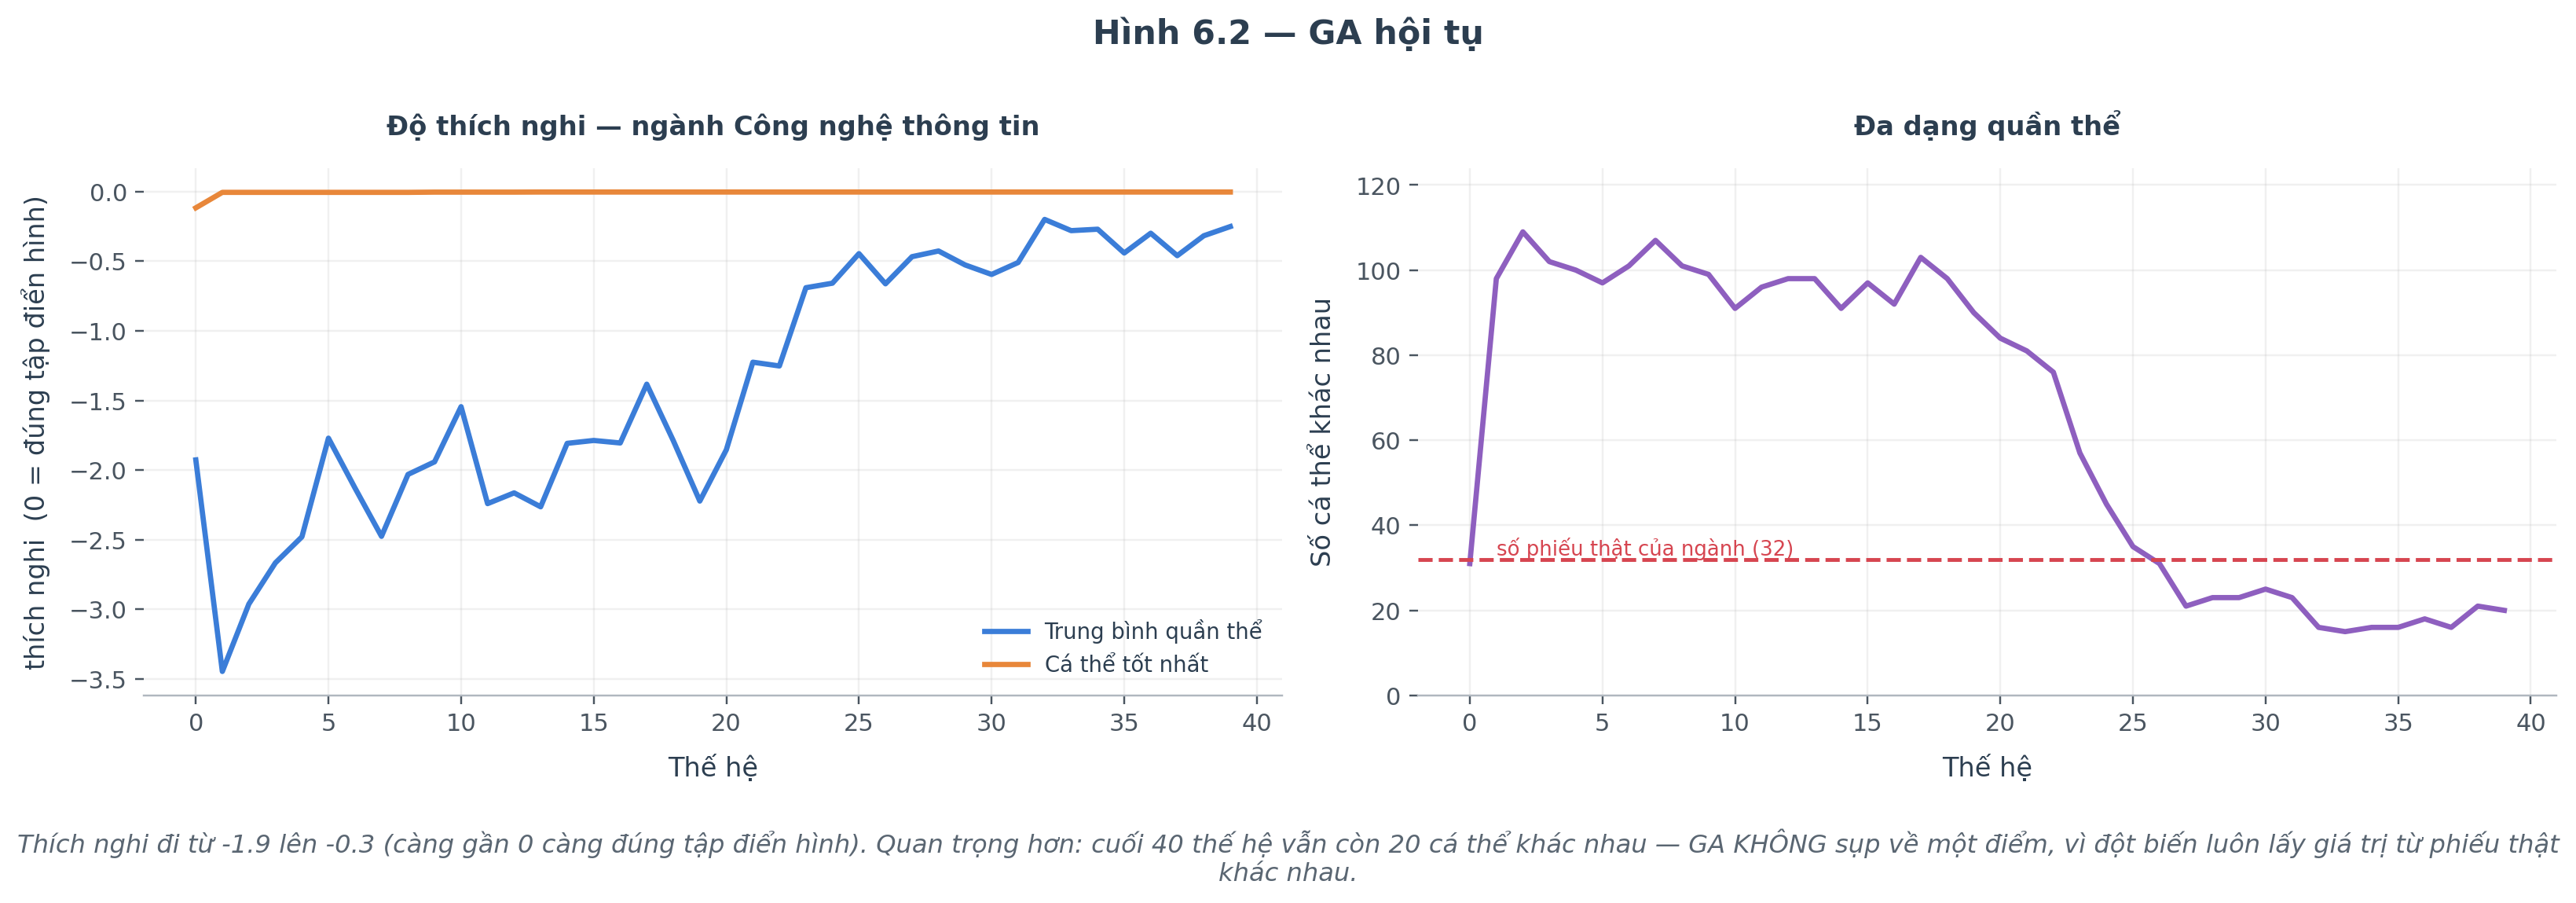 Hình 6.2 — GA hội tụ
Độ thích nghi — ngành Công nghệ thông tin
thích nghi (0 = đúng tập điển hình)
0.0
−0.5
−1.0
−1.5
−2.0
−2.5
−3.0
−3.5
Trung bình quần thể
Cá thể tốt nhất
0 5 10 15 20 25 30 35 40
Thế hệ
Đa dạng quần thể
Số cá thể khác nhau
120
100
80
60
40
20
0
số phiếu thật của ngành (32)
0 5 10 15 20 25 30 35 40
Thế hệ
Thích nghi đi từ -1.9 lên -0.3 (càng gần 0 càng đúng tập điển hình). Quan trọng hơn: cuối 40 thế hệ vẫn còn 20 cá thể khác nhau — GA KHÔNG sụp về một điểm, vì đột biến luôn lấy giá trị từ phiếu thật
khác nhau.